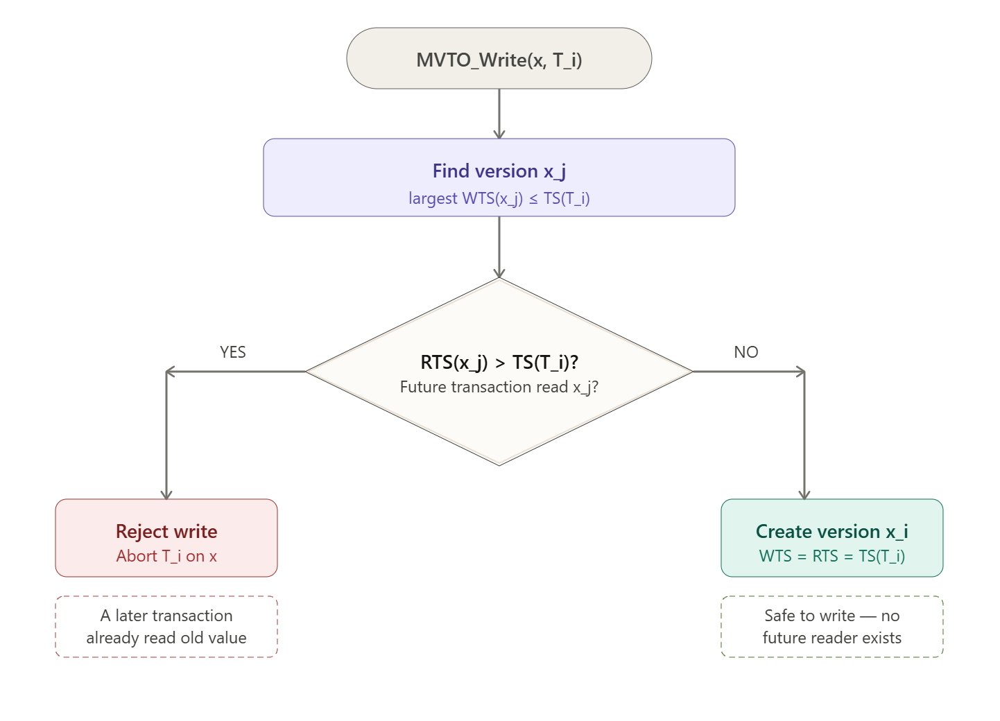 MVTO_Write(x, T_i)
Find version x_j
largest WTS(x_j) ≤ TS(T_i)
RTS(x_j) > TS(T_i)?
Future transaction read x_j?
YES
NO
Reject write
Abort T_i on x
Create version x_i
WTS = RTS = TS(T_i)
A later transaction
already read old value
Safe to write — no
future reader exists